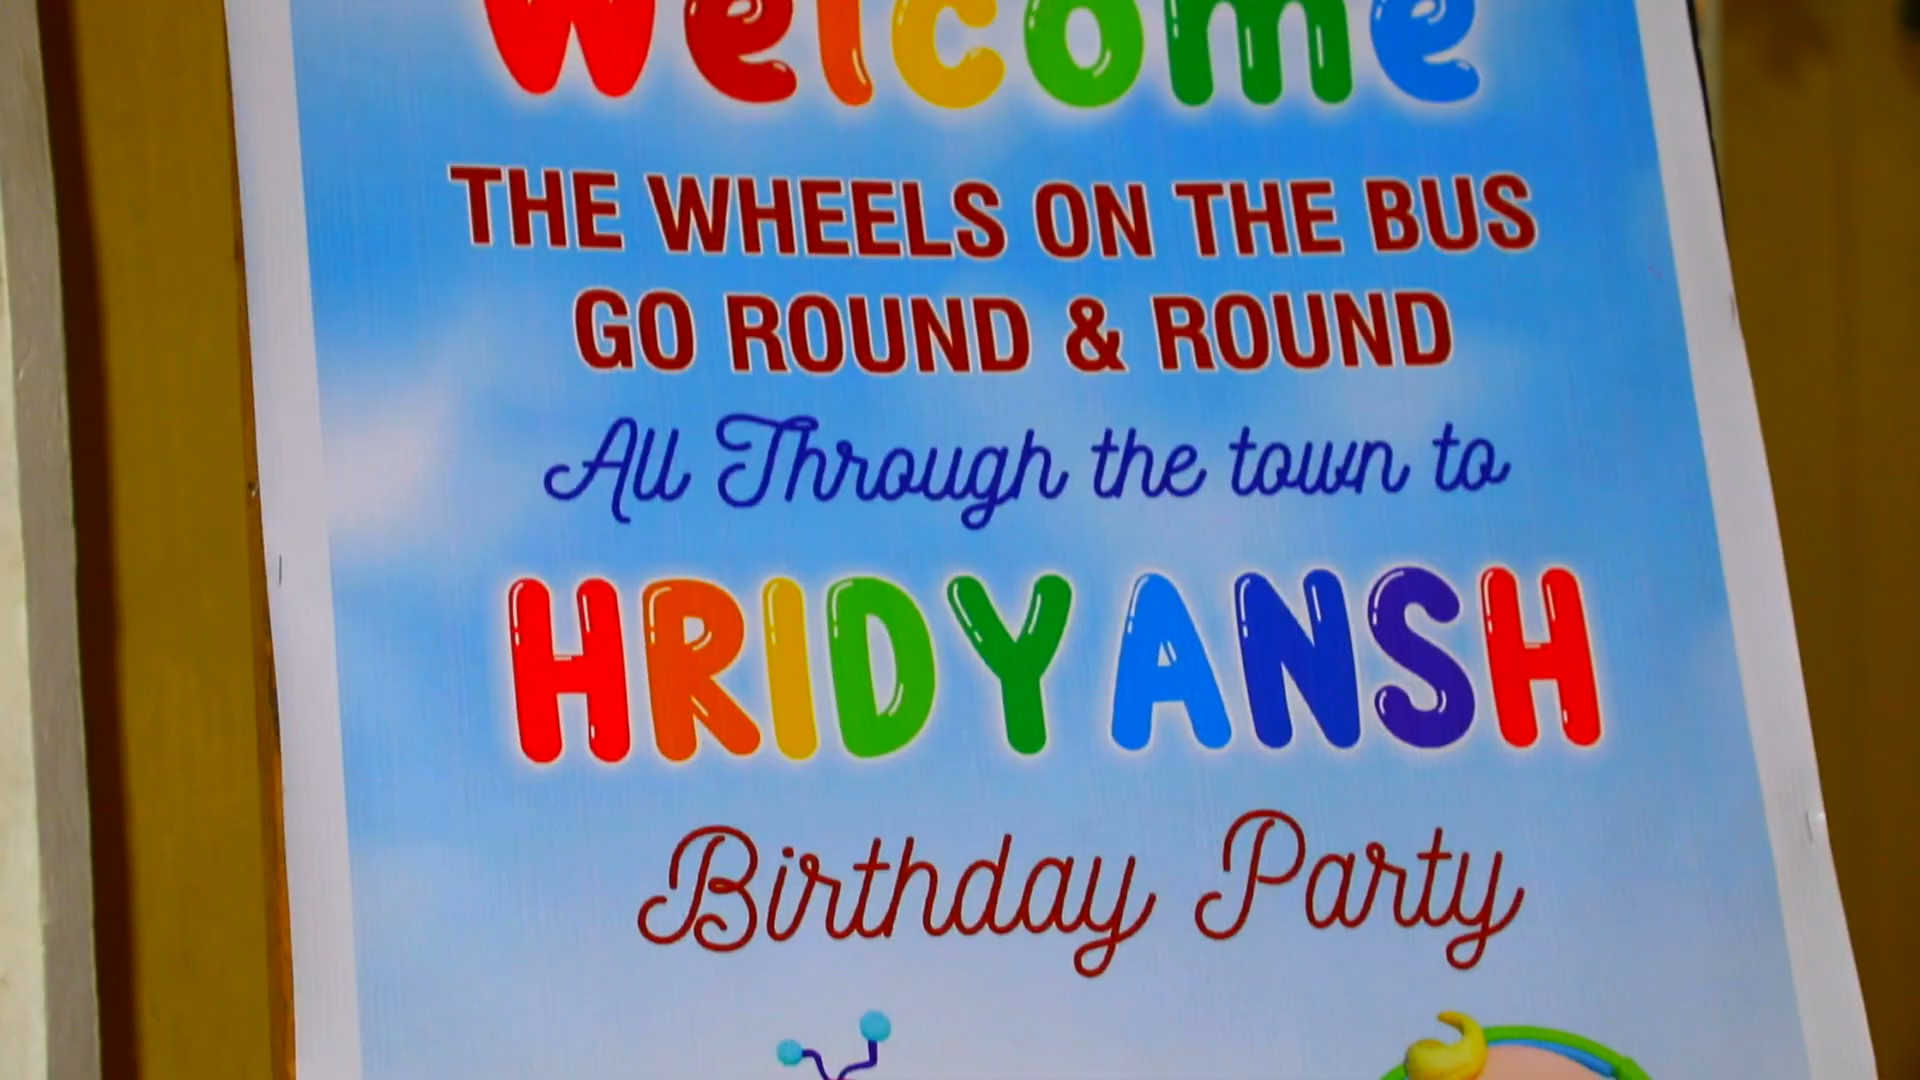 Welcome
THE WHEELS ON THE BUS
GO ROUND & ROUND
All Through the town to
HRIDYANSH
Birthday Party